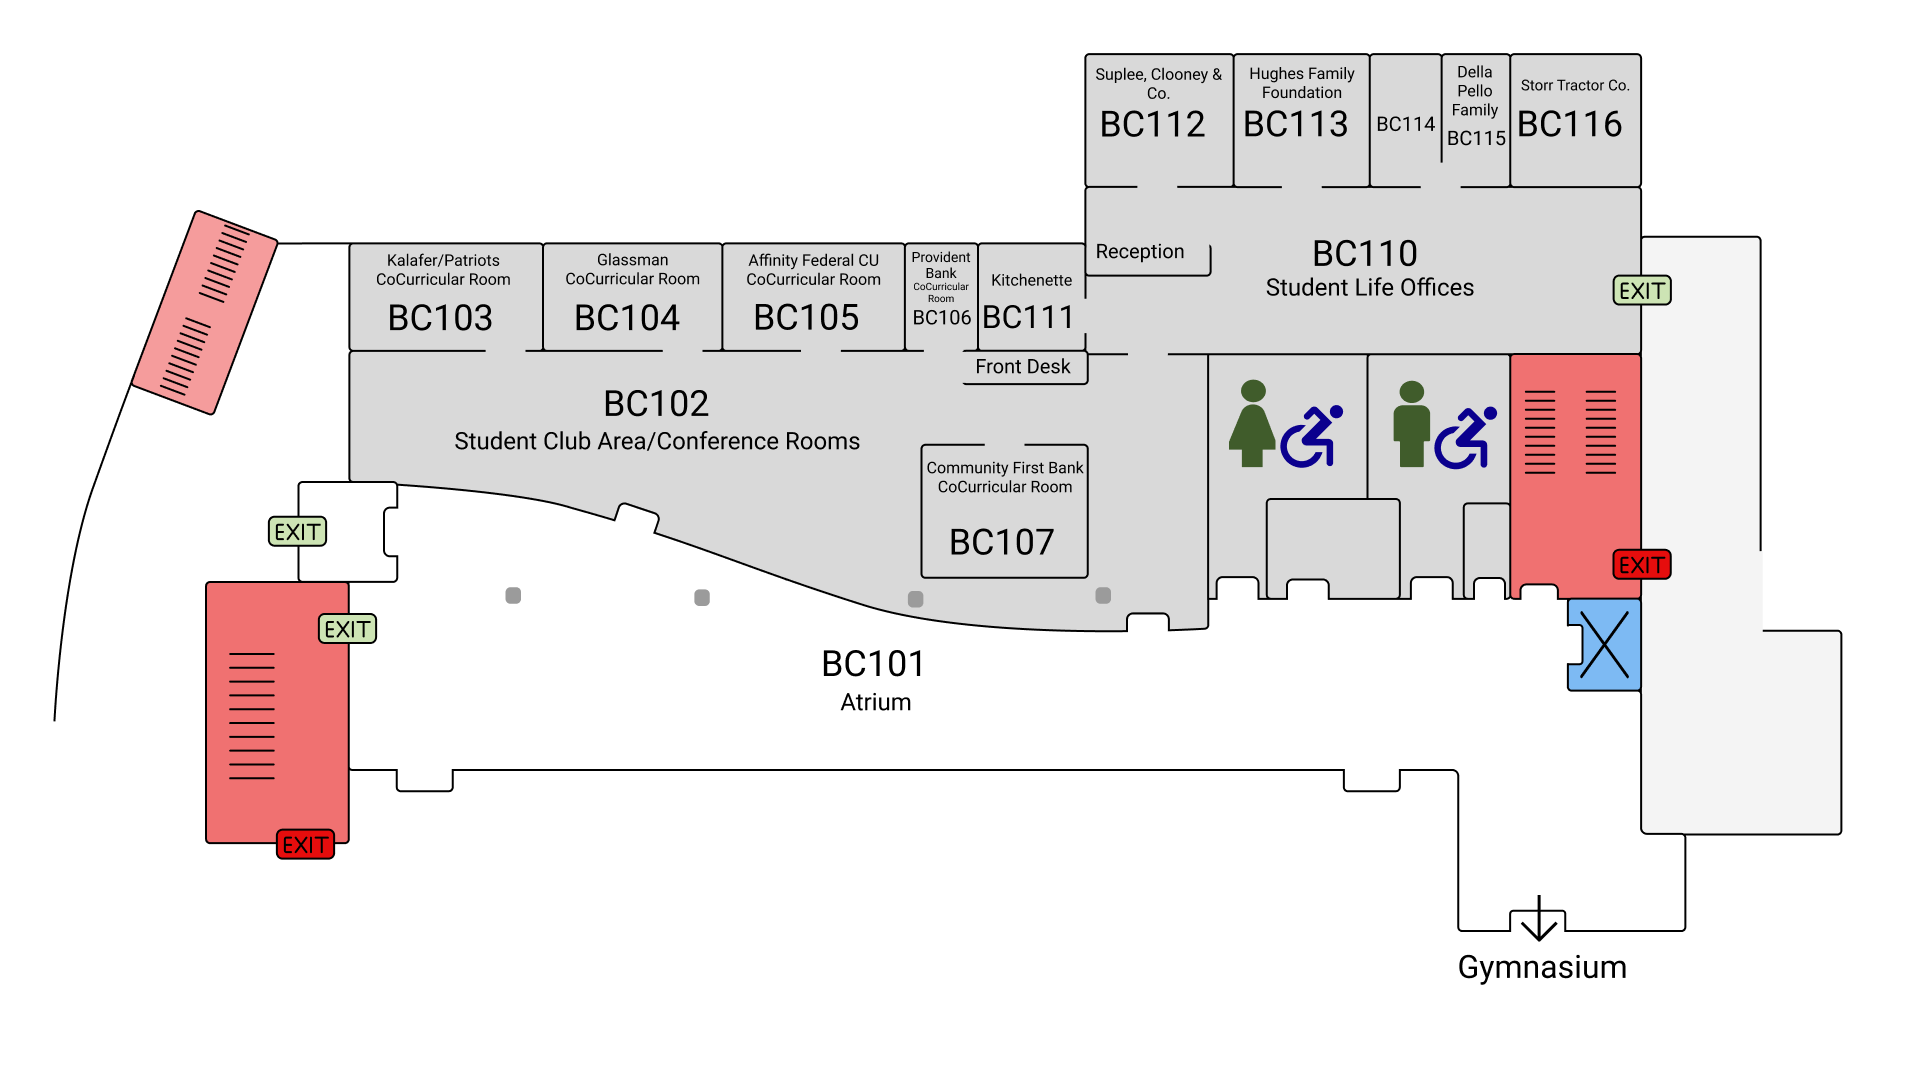 Suplee, Clooney &
Co.
BC112
Hughes Family
Foundation
BC113
BC114
Della
Pello
Family
BC115
Storr Tractor Co.
BC116
Reception
BC110
Student Life Offices
EXIT
Kalafer/Patriots
CoCurricular Room
BC103
Glassman
CoCurricular Room
BC104
Affinity Federal CU
CoCurricular Room
BC105
Provident
Bank
CoCurricular
Room
BC106
Kitchenette
BC111
Front Desk
BC102
Student Club Area/Conference Rooms
Community First Bank
CoCurricular Room
BC107
EXIT
EXIT
EXIT
BC101
Atrium
EXIT
Gymnasium